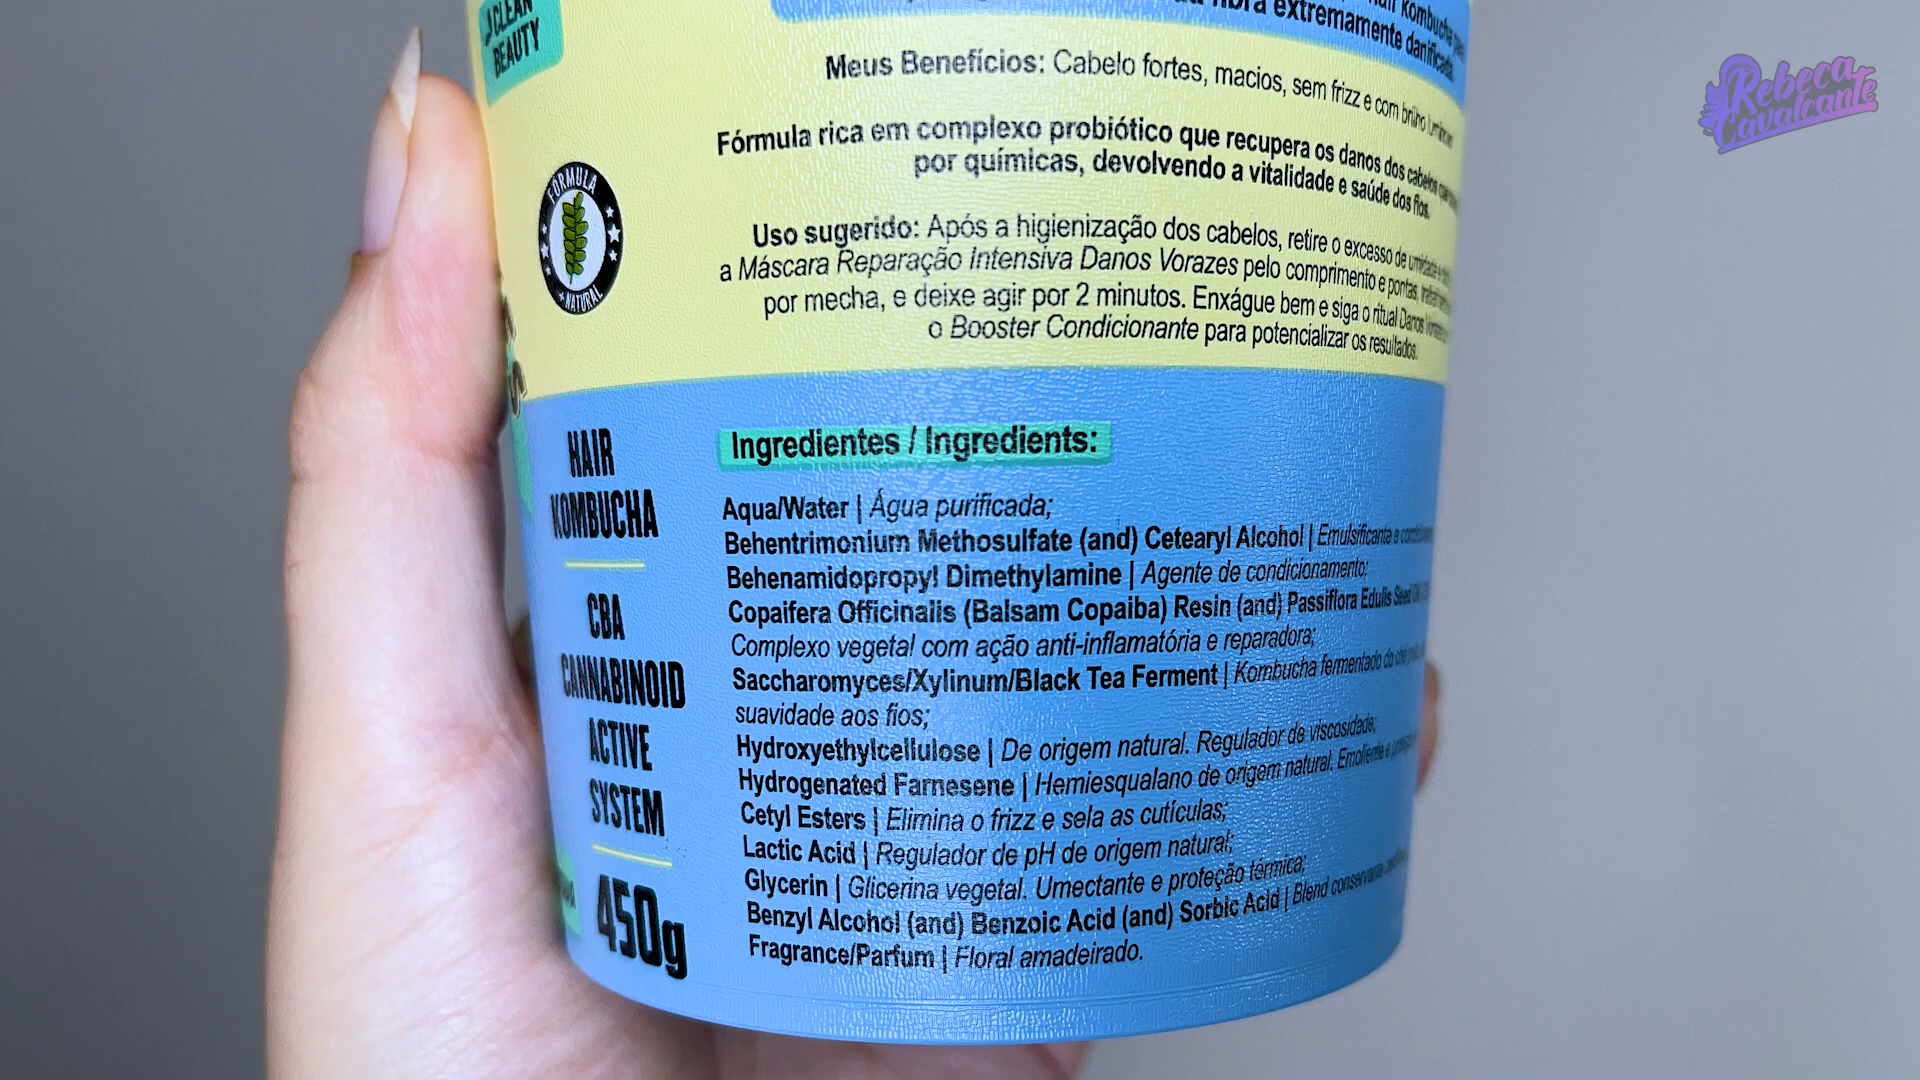 CLEAN
BEAUTY
Rebeca
Cavalcante
fibra extremamente danificada.
Meus Benefícios: Cabelo fortes, macios, sem frizz e com brilho
Fórmula rica em complexo probiótico que recupera os danos dos cabelos
por químicas, devolvendo a vitalidade e saúde dos fios.
FÓRMULA
+NATURAL
Uso sugerido: Após a higienização dos cabelos, retire o excesso de
a Máscara Reparação Intensiva Danos Vorazes pelo comprimento e pontas,
por mecha, e deixe agir por 2 minutos. Enxágue bem e siga o ritual Danos
o Booster Condicionante para potencializar os resultados.
HAIR
KOMBUCHA
CBA
CANNABINOID
ACTIVE
SYSTEM
450g
Ingredientes / Ingredients:
Aqua/Water | Água purificada;
Behentrimonium Methosulfate (and) Cetearyl Alcohol | Emulsificante e
Behenamidopropyl Dimethylamine | Agente de condicionamento;
Copaifera Officinalis (Balsam Copaiba) Resin (and) Passiflora Edulis Seed Oil
Complexo vegetal com ação anti-inflamatória e reparadora;
Saccharomyces/Xylinum/Black Tea Ferment | Kombucha fermentado do chá
suavidade aos fios;
Hydroxyethylcellulose | De origem natural. Regulador de viscosidade;
Hydrogenated Farnesene | Hemiesqualano de origem natural. Emoliente e
Cetyl Esters | Elimina o frizz e sela as cutículas;
Lactic Acid | Regulador de pH de origem natural;
Glycerin | Glicerina vegetal. Umectante e proteção térmica;
Benzyl Alcohol (and) Benzoic Acid (and) Sorbic Acid | Blend conservante
Fragrance/Parfum | Floral amadeirado.